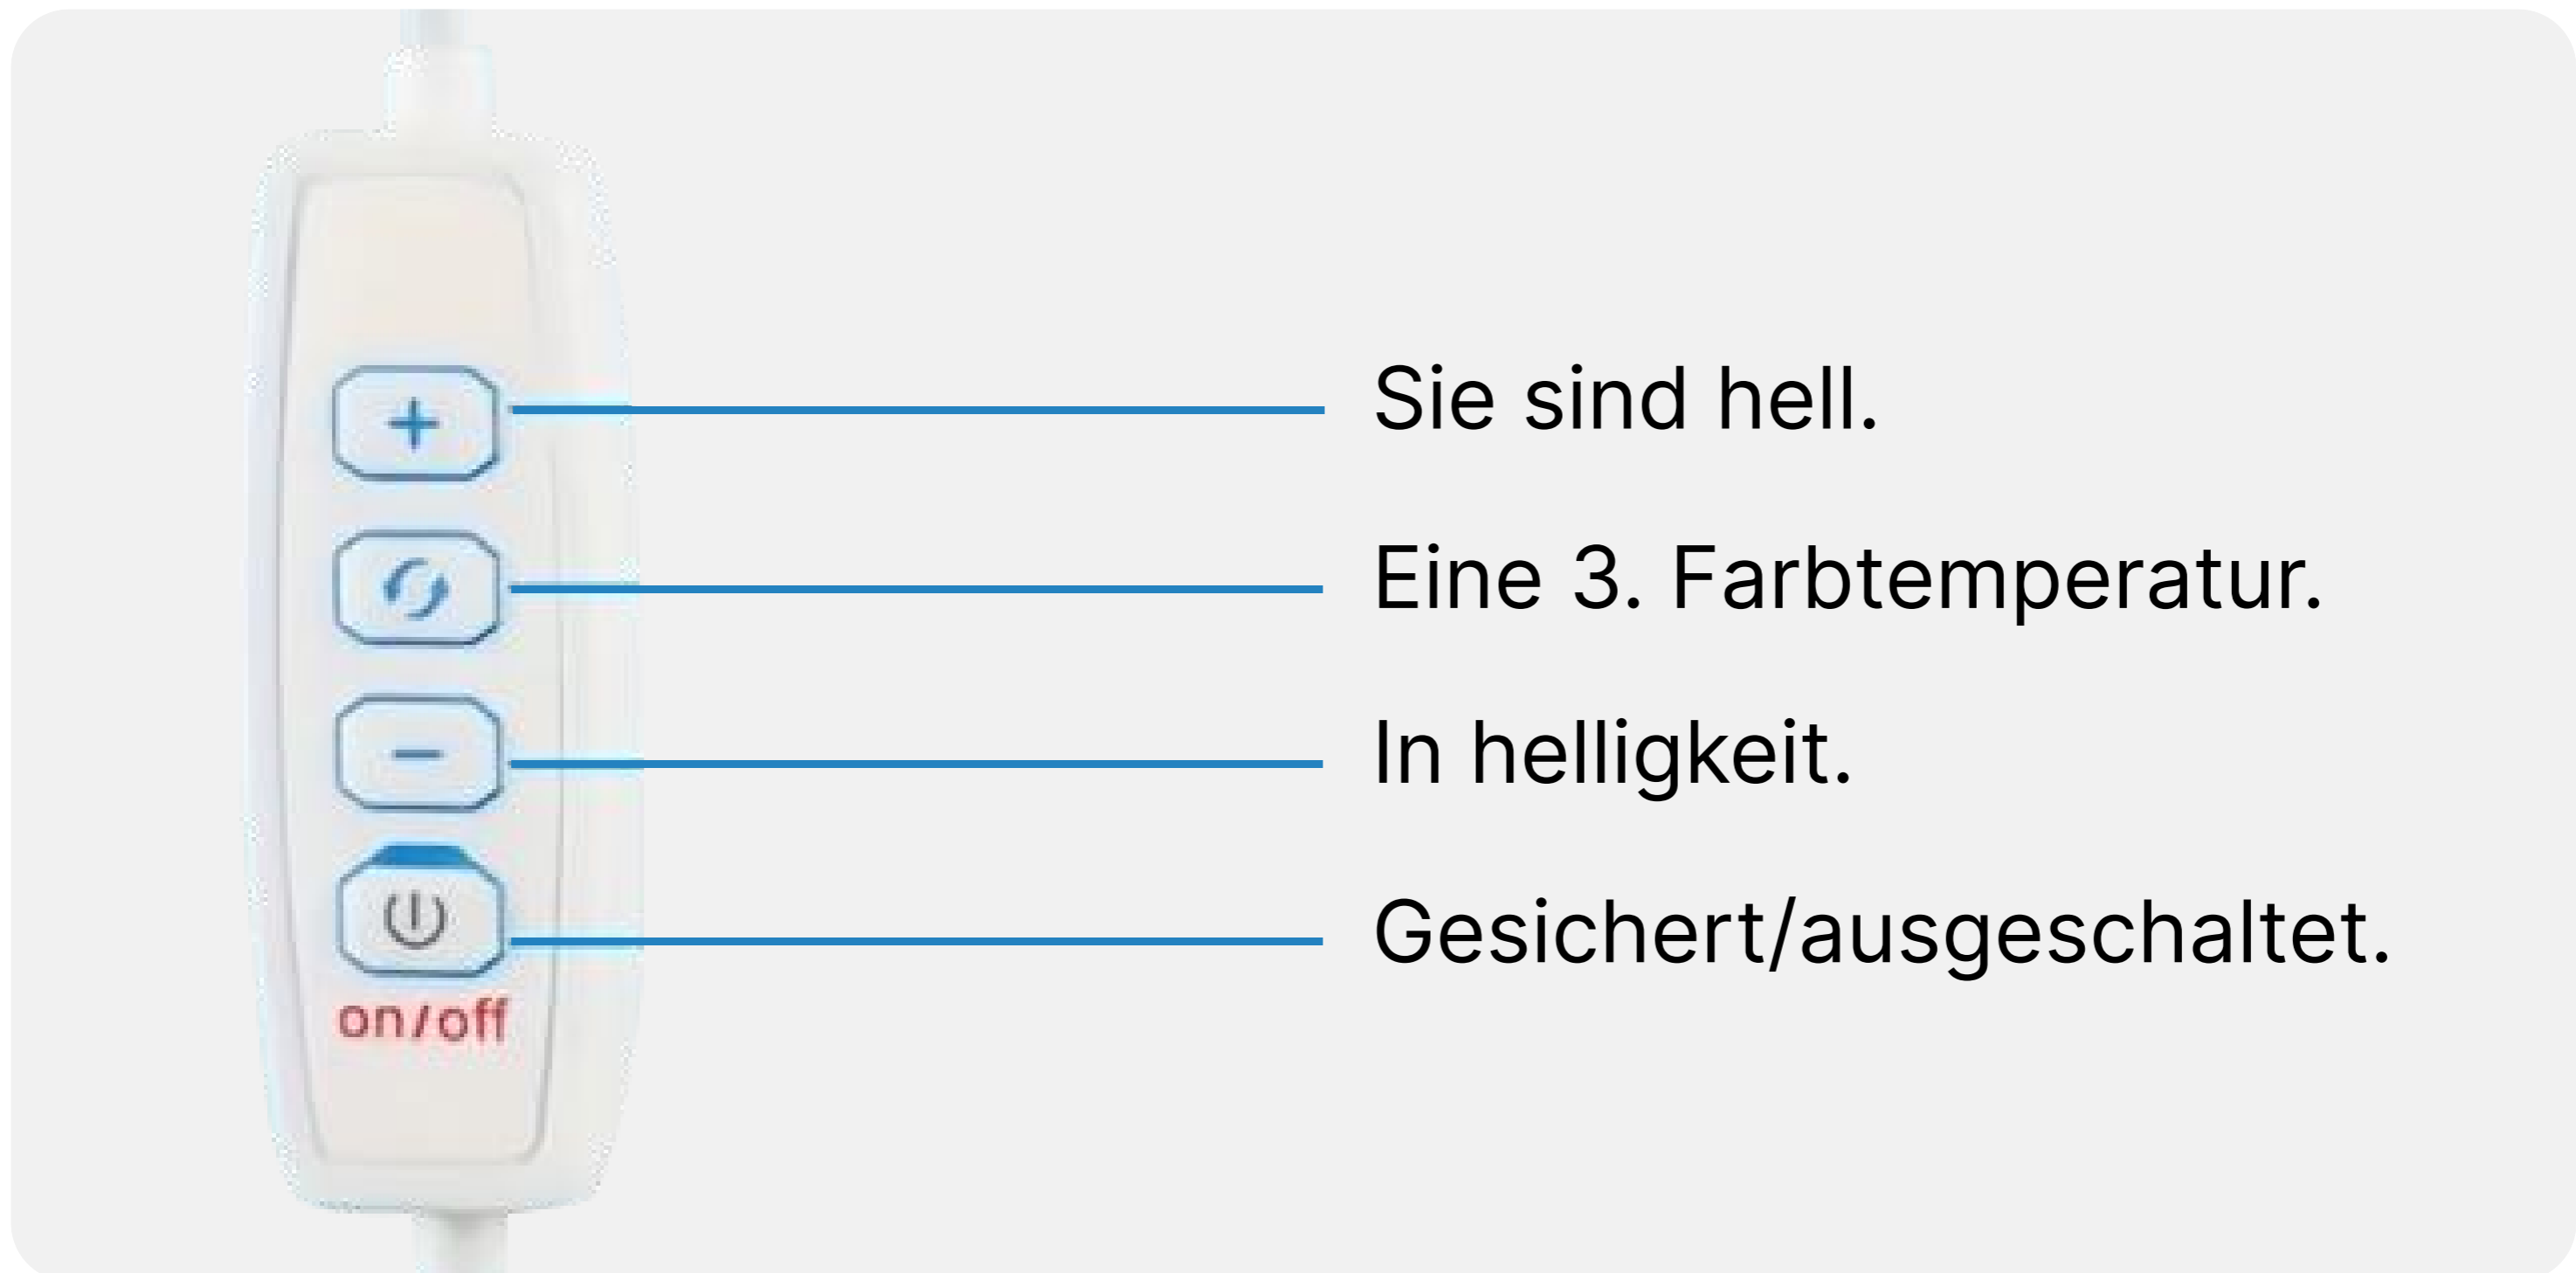 +
Sie sind hell.
Eine 3. Farbtemperatur.
−
In helligkeit.
Gesichert/ausgeschaltet.
on/off